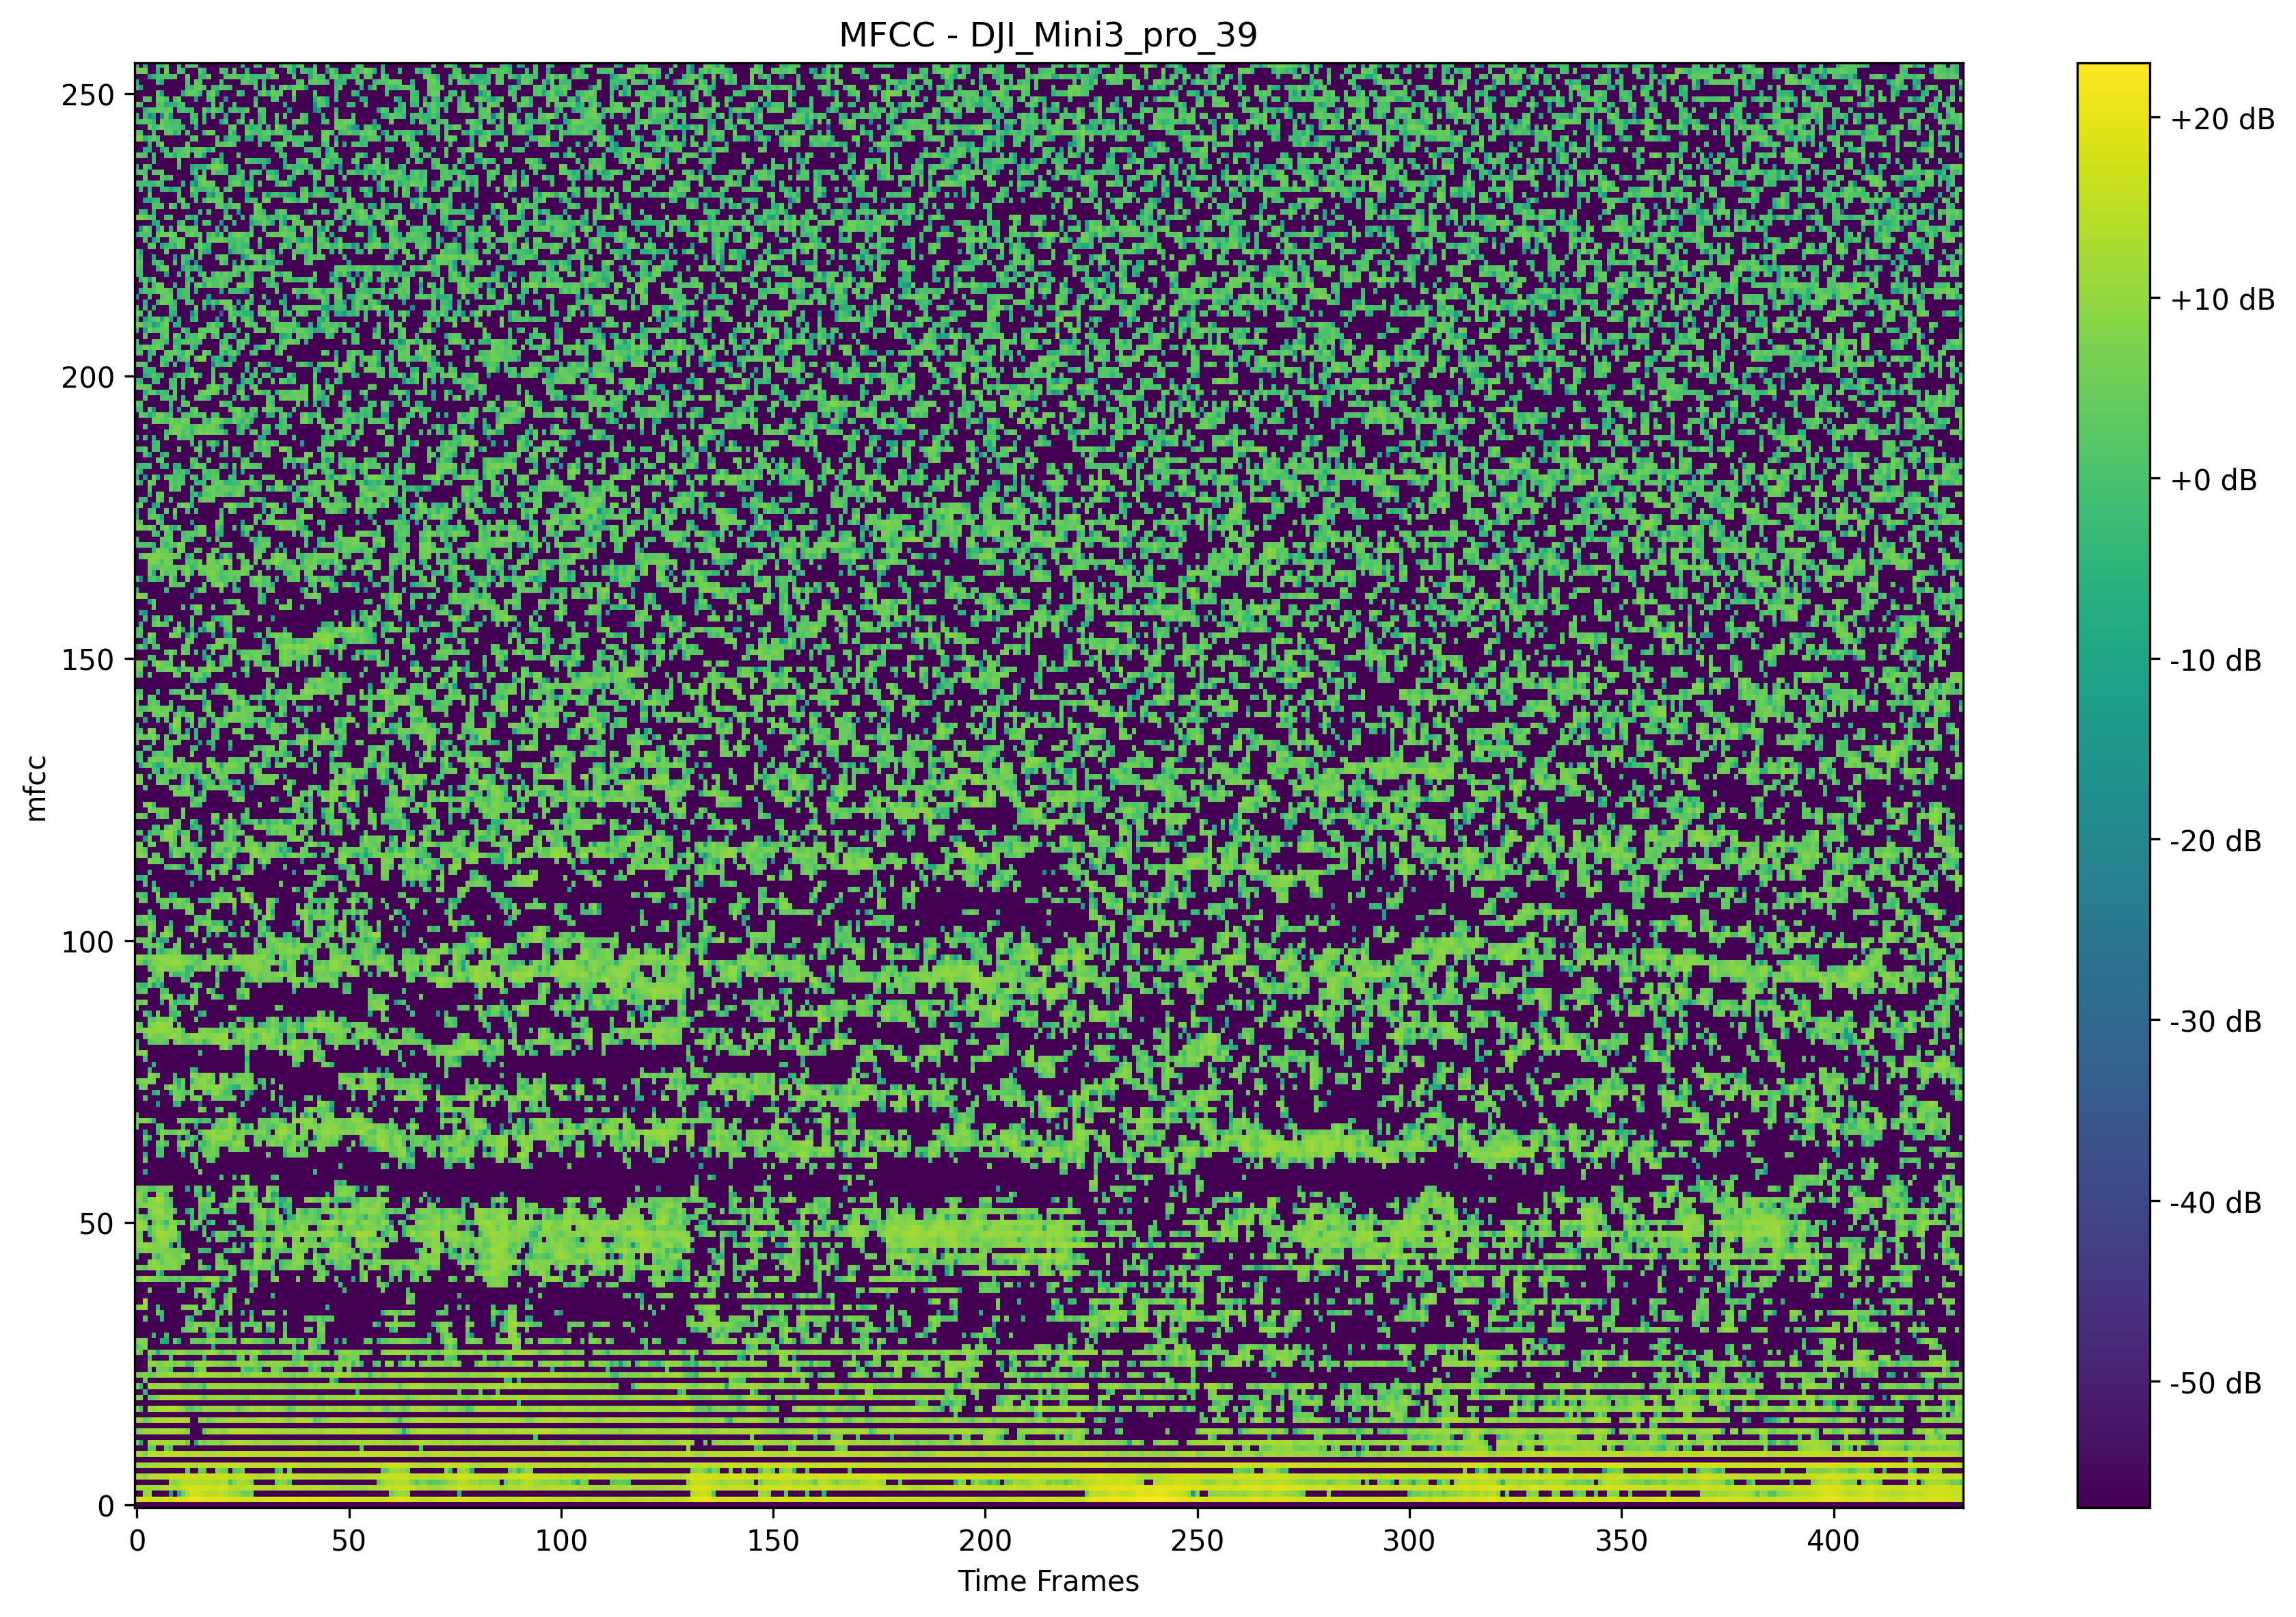 MFCC - DJI_Mini3_pro_39
250
200
150
100
50
0
mfcc
0 50 100 150 200 250 300 350 400
Time Frames
+20 dB
+10 dB
+0 dB
-10 dB
-20 dB
-30 dB
-40 dB
-50 dB